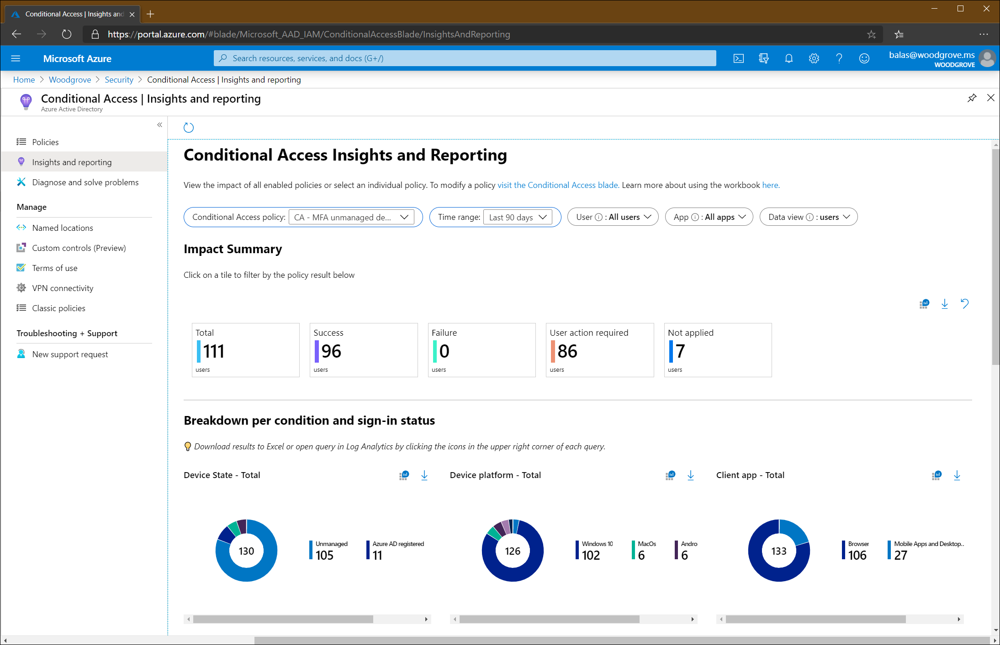 Conditional Access | Insights and
https://portal.azure.com/#blade/Microsoft_AAD_IAM/ConditionalAccessBlade/InsightsAndReporting
Microsoft Azure
Search resources, services, and docs (G+/)
balas@woodgrove.ms
WOODGROVE
Home > Woodgrove > Security > Conditional Access | Insights and reporting
Conditional Access | Insights and reporting
Azure Active Directory
Policies
Insights and reporting
Diagnose and solve problems
Manage
Named locations
Custom controls (Preview)
Terms of use
VPN connectivity
Classic policies
Troubleshooting + Support
New support request
Conditional Access Insights and Reporting
View the impact of all enabled policies or select an individual policy. To modify a policy visit the Conditional Access blade. Learn more about using the workbook here.
Conditional Access policy: CA - MFA unmanaged de... Time range: Last 90 days User : All users App : All apps Data view : users
Impact Summary
Click on a tile to filter by the policy result below
Total
111
users
Success
96
users
Failure
0
users
User action required
86
users
Not applied
7
users
Breakdown per condition and sign-in status
Download results to Excel or open query in Log Analytics by clicking the icons in the upper right corner of each query.
Device State - Total
130
Unmanaged
105
Azure AD registered
11
Device platform - Total
126
Windows 10
102
MacOs
6
Andro
6
Client app - Total
133
Browser
106
Mobile Apps and Desktop..
27